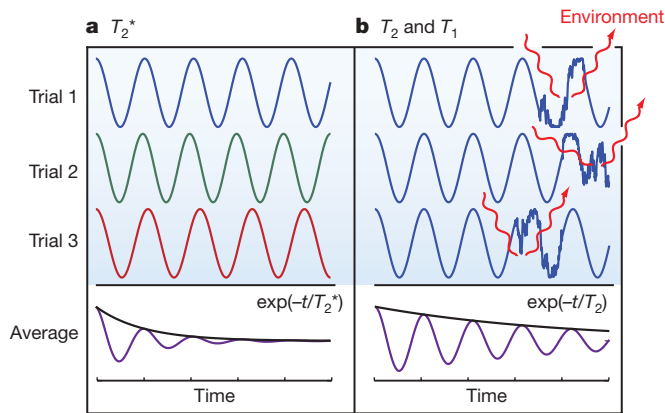 a T₂*
b T₂ and T₁
Environment
Trial 1
Trial 2
Trial 3
exp(–t/T₂*)
exp(–t/T₂)
Average
Time
Time